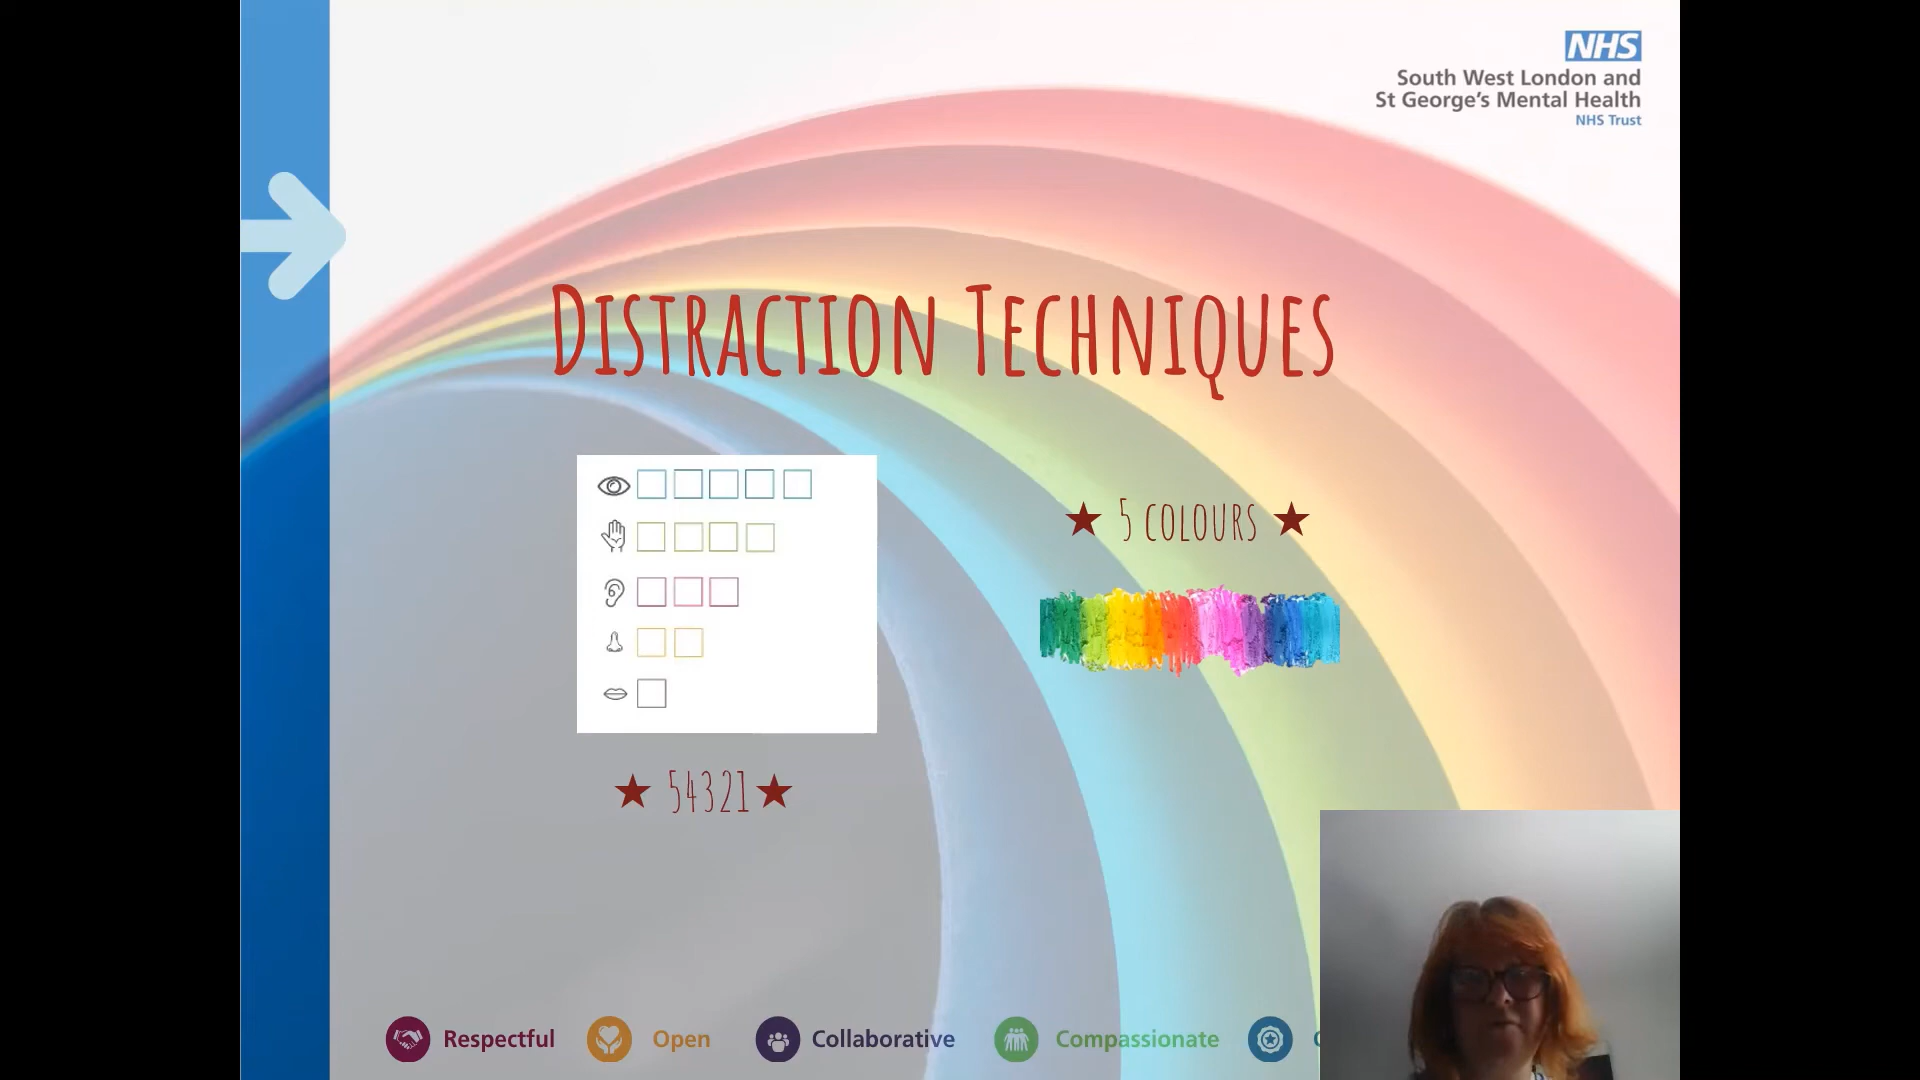 NHS
South West London and
St George's Mental Health
NHS Trust
Distraction Techniques
★ 5 colours ★
★ 54321 ★
Respectful
Open
Collaborative
Compassionate